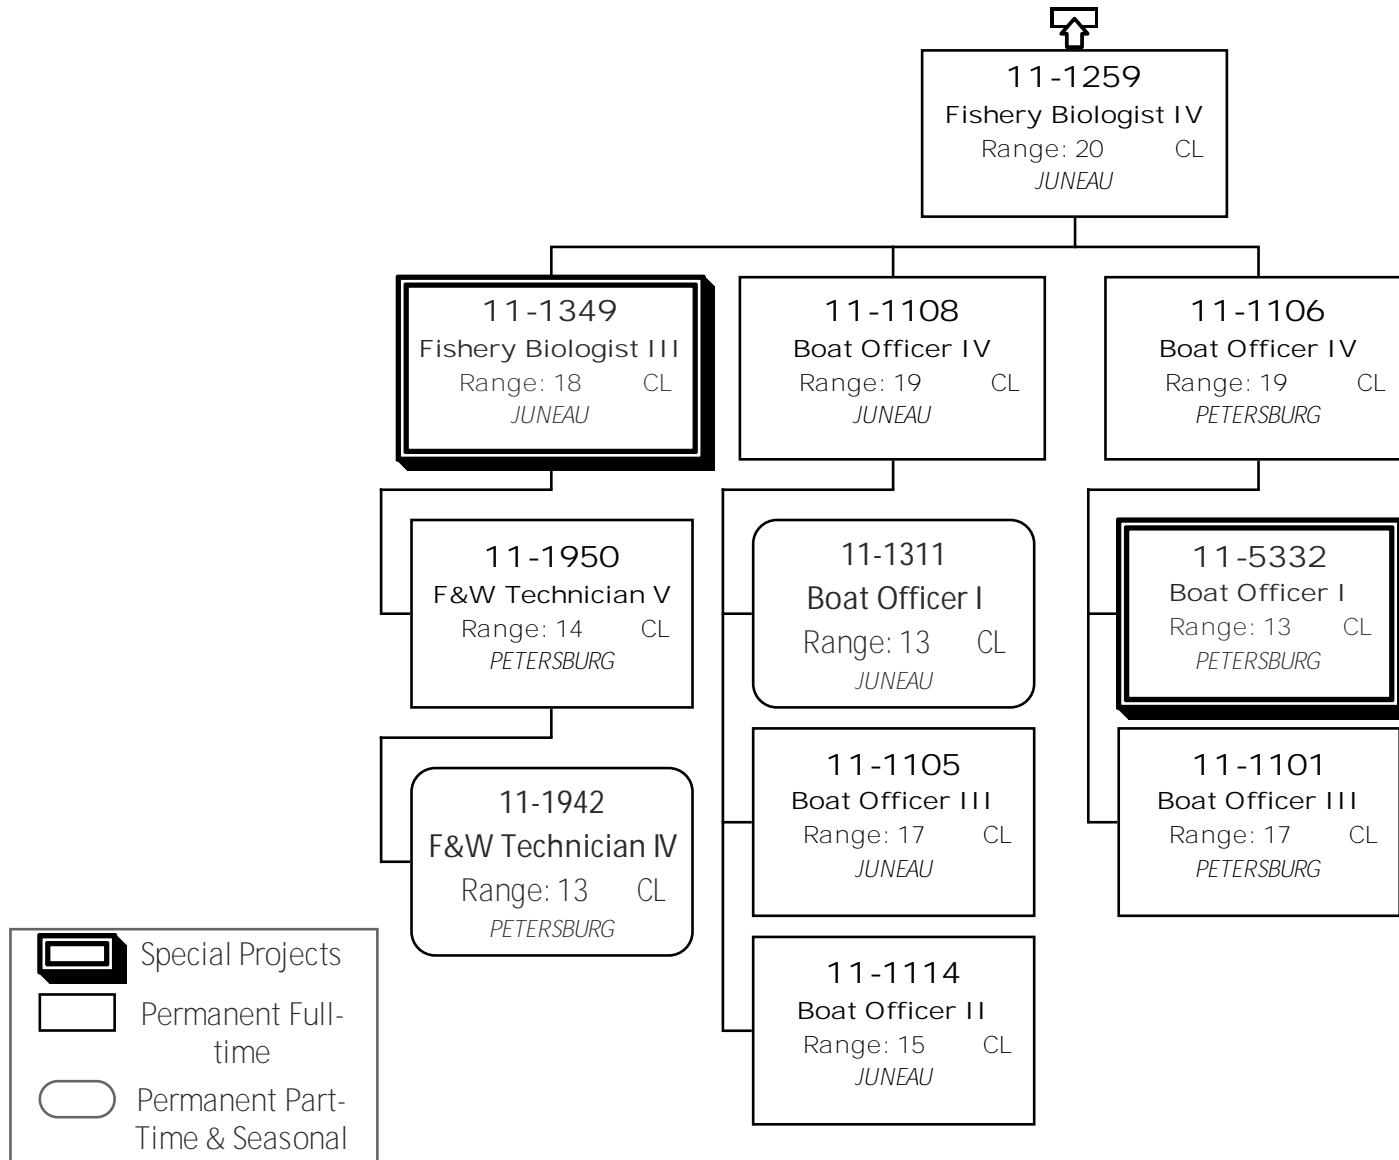 11-1259
Fishery Biologist IV
Range: 20 CL
JUNEAU
11-1349
Fishery Biologist III
Range: 18 CL
JUNEAU
11-1108
Boat Officer IV
Range: 19 CL
JUNEAU
11-1106
Boat Officer IV
Range: 19 CL
PETERSBURG
11-1950
F&W Technician V
Range: 14 CL
PETERSBURG
11-1311
Boat Officer I
Range: 13 CL
JUNEAU
11-5332
Boat Officer I
Range: 13 CL
PETERSBURG
11-1942
F&W Technician IV
Range: 13 CL
PETERSBURG
11-1105
Boat Officer III
Range: 17 CL
JUNEAU
11-1101
Boat Officer III
Range: 17 CL
PETERSBURG
11-1114
Boat Officer II
Range: 15 CL
JUNEAU
Special Projects
Permanent Full-
time
Permanent Part-
Time & Seasonal